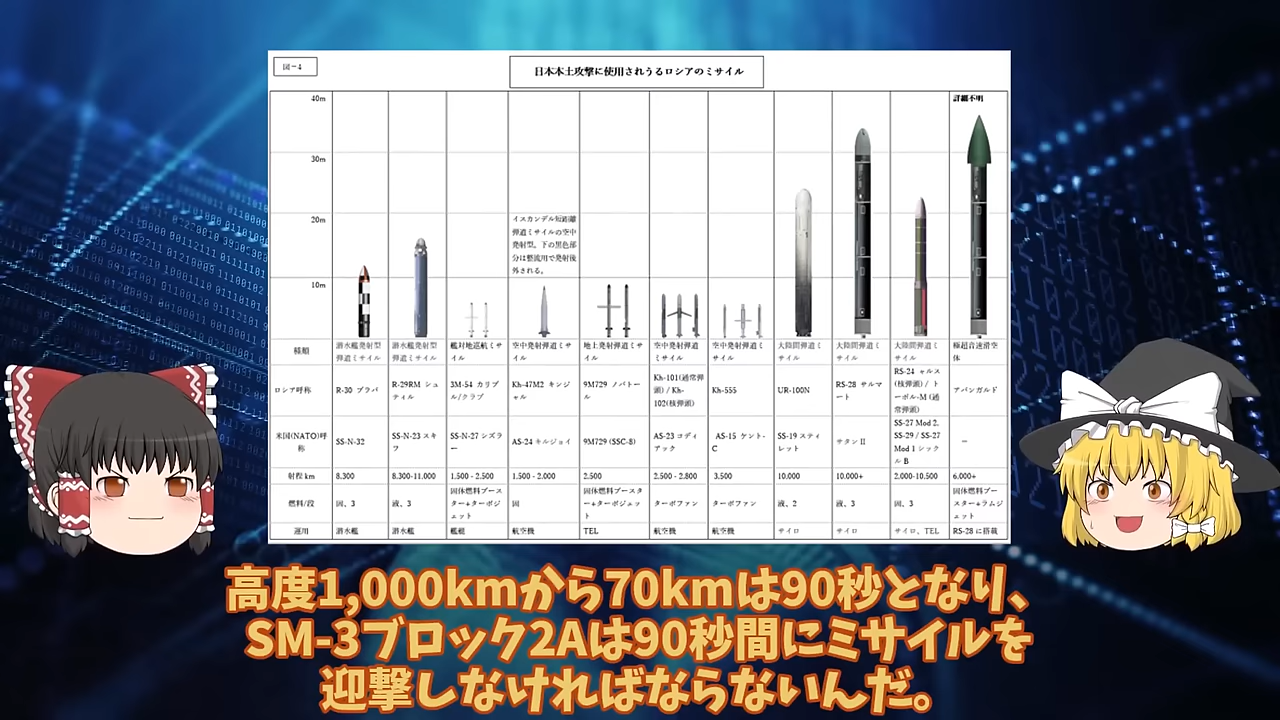 図-4
日本本土攻撃に使用されうるロシアのミサイル
40m
30m
20m
10m
詳細不明
イスカンデル短距離
弾道ミサイルの空中
発射型。下の黒色部
分は整流用で発射後
外される。
種類
潜水艦発射型
弾道ミサイル
潜水艦発射型
弾道ミサイル
艦対地巡航ミサ
イル
空中発射弾道ミサ
イル
地上発射弾道ミサ
イル
空中発射弾道
ミサイル
空中発射弾道ミ
サイル
大陸間弾道ミ
サイル
大陸間弾道ミ
サイル
大陸間弾道ミ
サイル
極超音速滑空
体
ロシア呼称
R-30 ブラバ
R-29RM シュ
ティル
3M-54 カリブ
ル/クラブ
Kh-47M2 キンジ
ャル
9M729 ノバトー
ル
Kh-101(通常弾
頭) / Kh-
102(核弾頭)
Kh-555
UR-100N
RS-28 サルマ
ート
RS-24 ャルス
(核弾頭) / ト
ーポル-M (通
常弾頭)
アバンガルド
米国(NATO)呼
称
SS-N-32
SS-N-23 スキ
フ
SS-N-27 シズラ
ー
AS-24 キルジョイ
9M729 (SSC-8)
AS-23 コディ
アック
AS-15 ケント-
C
SS-19 スティ
レット
サタンⅡ
SS-27 Mod 2,
SS-29 / SS-27
Mod 1 シック
ル B
-
射程 km
8.300
8.300-11.000
1.500 - 2.500
1.500 - 2.000
2.500
2.500 - 2.800
3.500
10.000
10.000+
2.000-10.500
6.000+
燃料/段
固、3
液、3
固体燃料ブース
ター+ターボジ
ェット
固
固体燃料ブースタ
ー+ターボジェッ
ト
ターボファン
ターボファン
液、2
液、3
固、3
固体燃料ブー
スター+ラムジ
ェット
運用
潜水艦
潜水艦
艦艇
航空機
TEL
航空機
航空機
サイロ
サイロ
サイロ、TEL
RS-28 に搭載
高度1,000kmから70kmは90秒となり、
SM-3ブロック2Aは90秒間にミサイルを
迎撃しなければならないんだ。